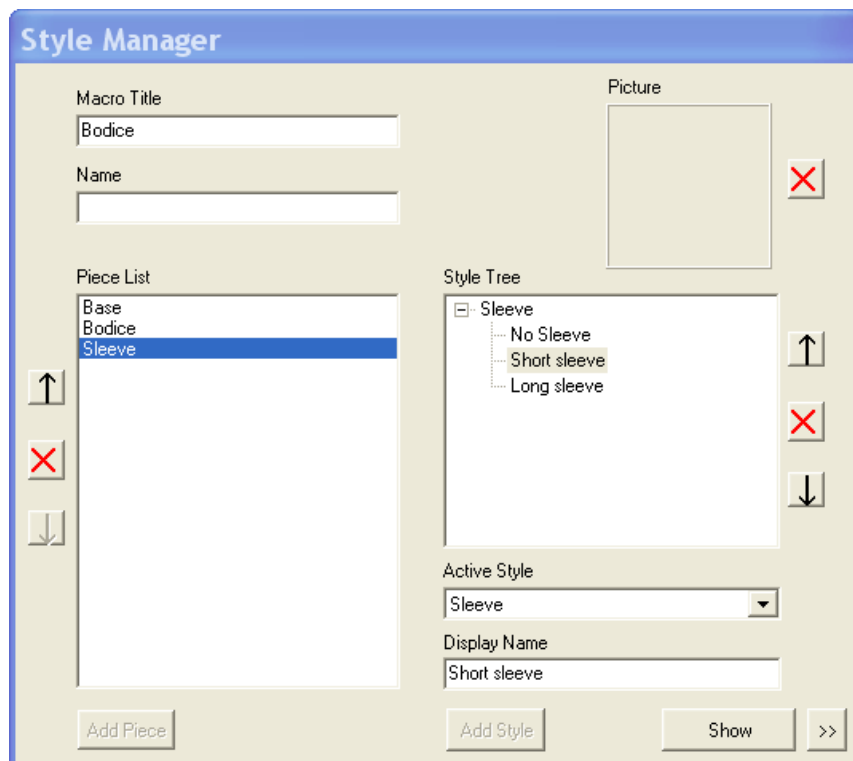 Style Manager
Macro Title
Bodice
Name
Picture
Piece List
Base
Bodice
Sleeve
Style Tree
Sleeve
No Sleeve
Short sleeve
Long sleeve
Active Style
Sleeve
Display Name
Short sleeve
Add Piece
Add Style
Show
>>